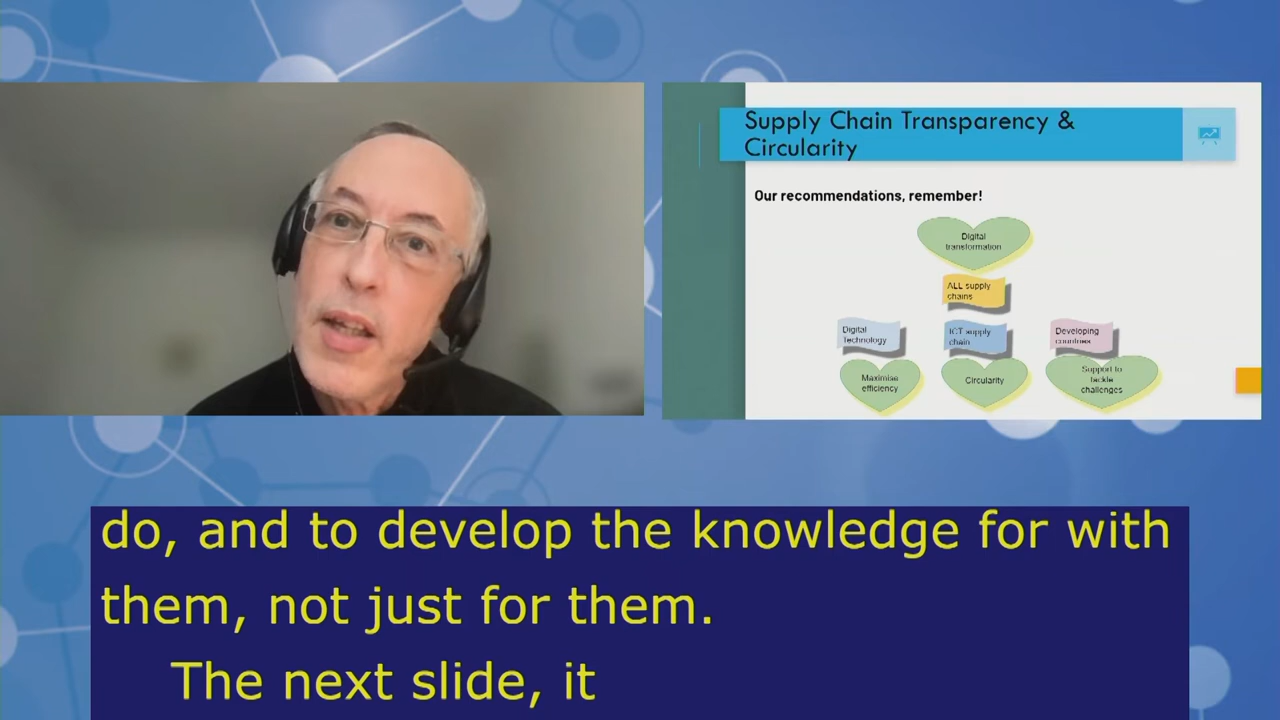 Supply Chain Transparency &
Circularity
Our recommendations, remember!
Digital
transformation
ALL supply
chains
Digital
Technology
ICT supply
chain
Developing
countries
Maximise
efficiency
Circularity
Support to
tackle
challenges
do, and to develop the knowledge for with
them, not just for them.
The next slide, it